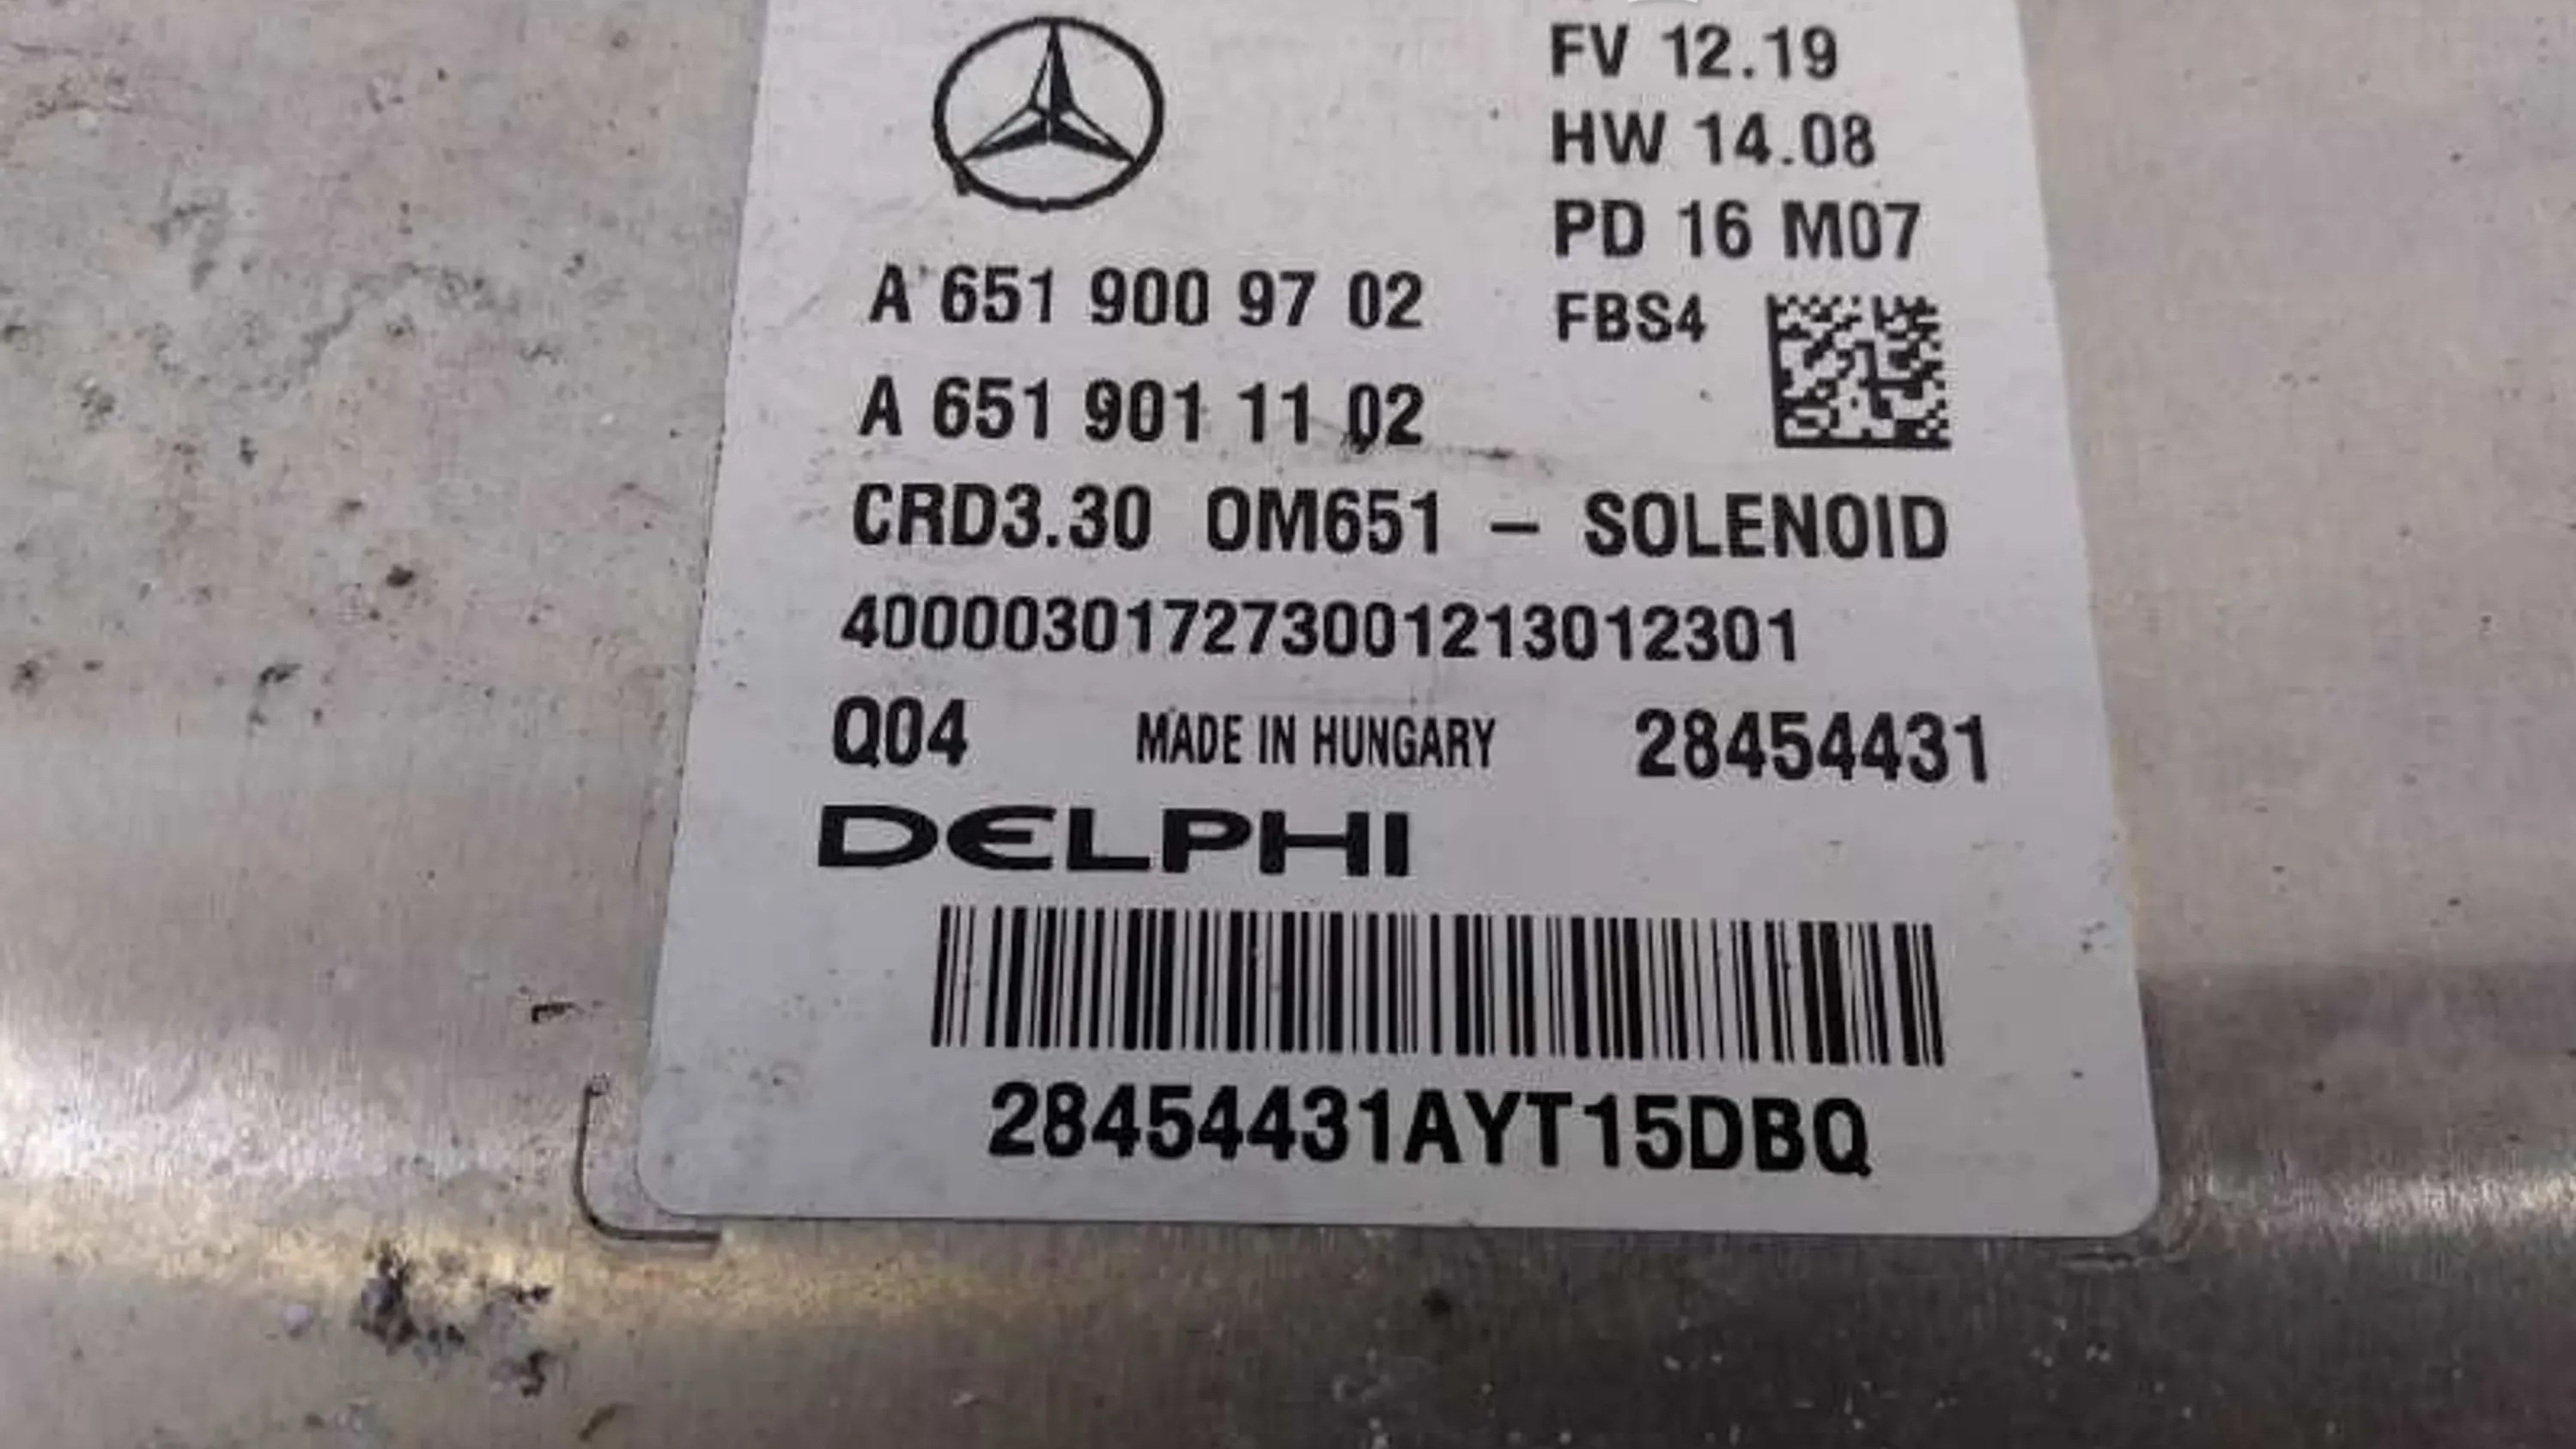 FV 12.19
HW 14.08
PD 16 M07
A 651 900 97 02
FBS4
A 651 901 11 02
CRD3.30 OM651 – SOLENOID
400003017273001213012301
Q04 MADE IN HUNGARY 28454431
DELPHI
28454431AYT15DBQ